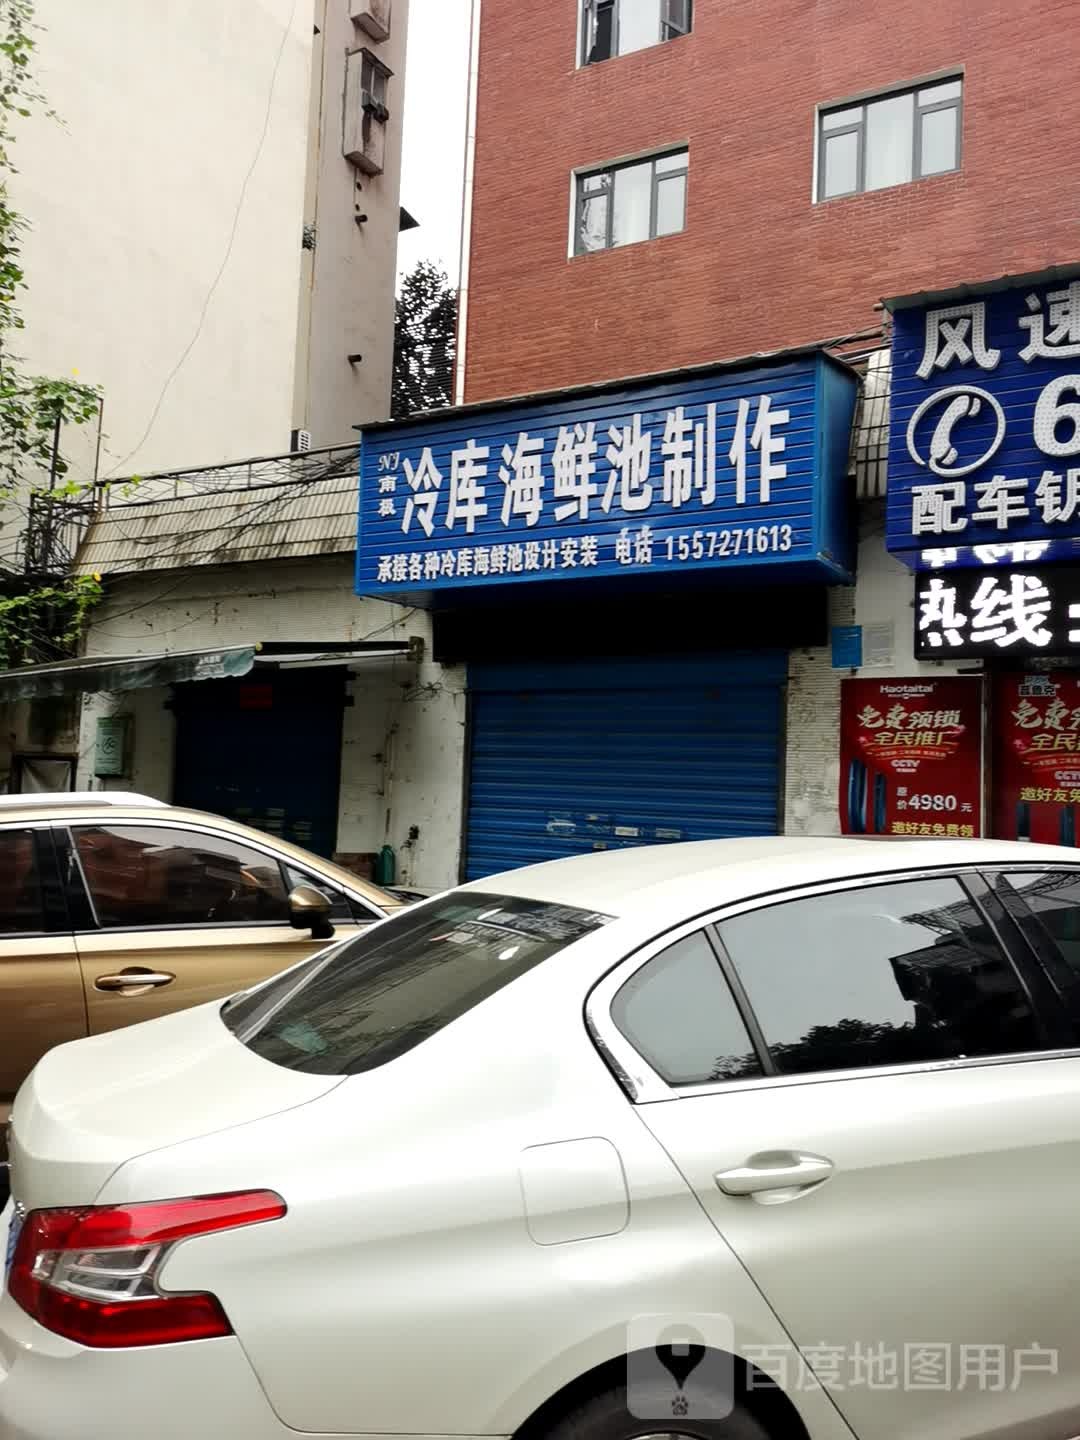 NJ
南极
冷库海鲜池制作
承接各种冷库海鲜池设计安装 电话 1557271613
风速
6
配车钥
热线：
Haotaitai
免费领锁
全民推广
CCTV
原价4980元
邀好友免费领
免费
全民推
CCTV
邀好友免
百度地图用户